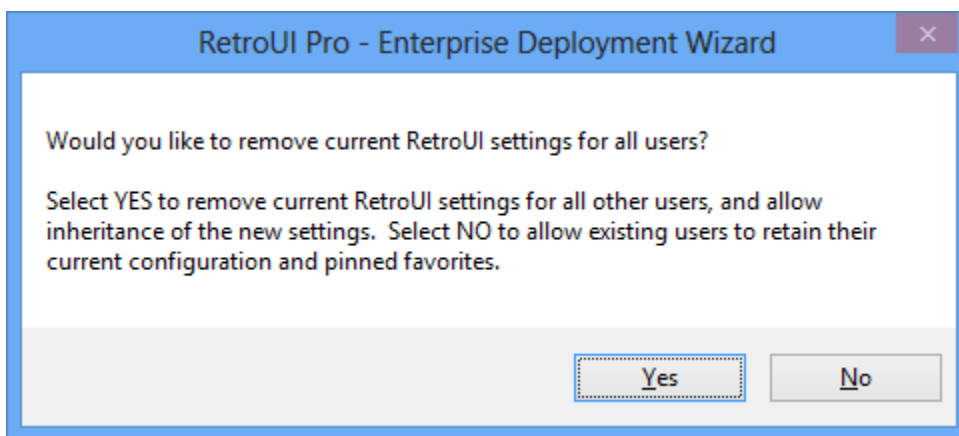 RetroUI Pro - Enterprise Deployment Wizard
Would you like to remove current RetroUI settings for all users?
Select YES to remove current RetroUI settings for all other users, and allow
inheritance of the new settings.  Select NO to allow existing users to retain their
current configuration and pinned favorites.
Yes
No